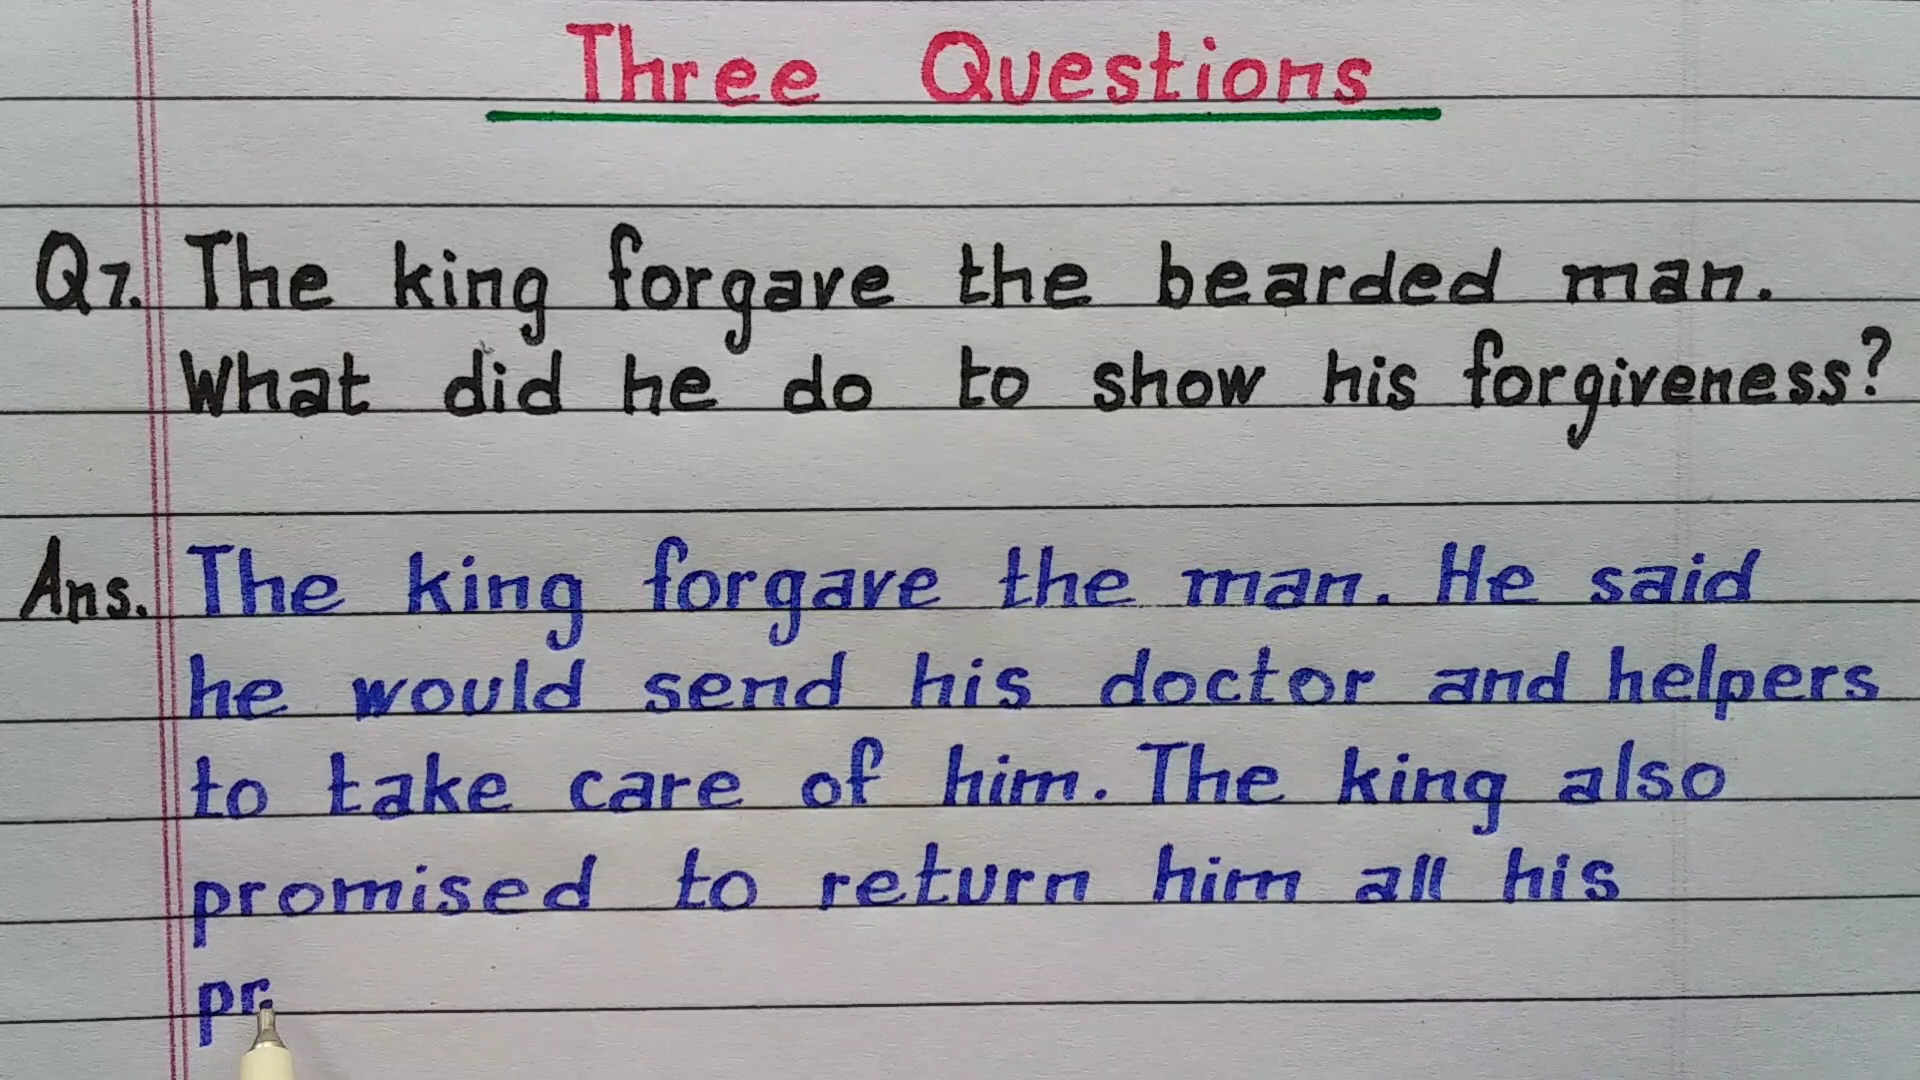 Three Questions
Q7. The king forgave the bearded man.
What did he do to show his forgiveness?
Ans. The king forgave the man. He said
he would send his doctor and helpers
to take care of him. The king also
promised to return him all his
pr